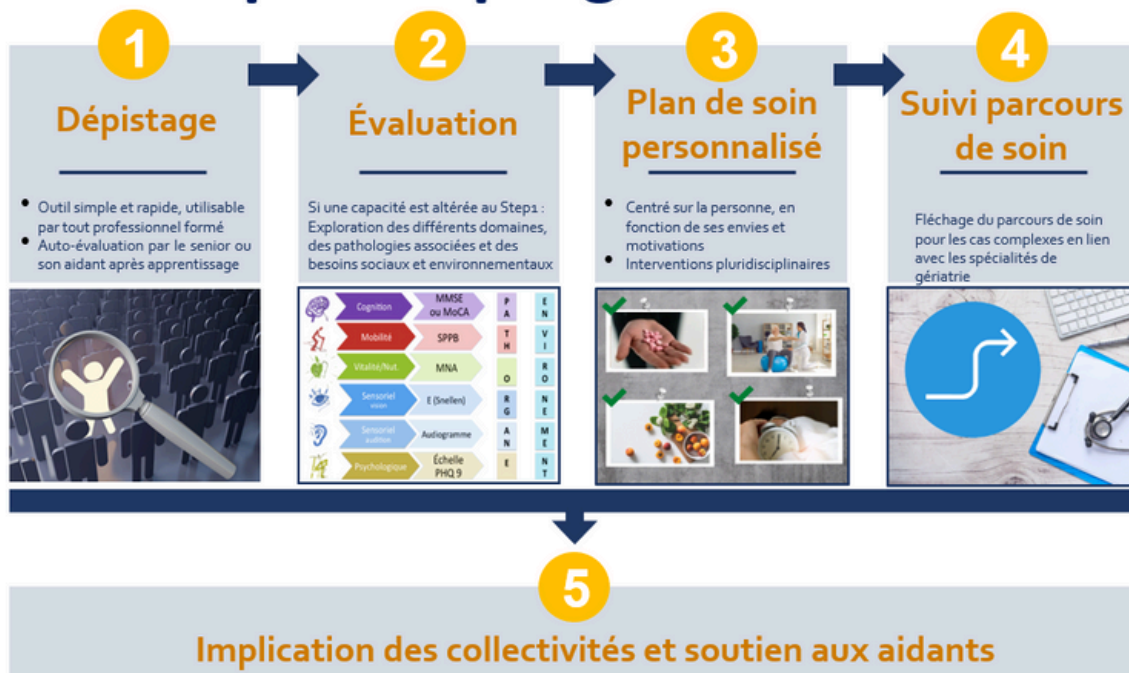 1
Dépistage
• Outil simple et rapide, utilisable
par tout professionnel formé
• Auto-évaluation par le senior ou
son aidant après apprentissage
2
Évaluation
Si une capacité est altérée au Step1 :
Exploration des différents domaines,
des pathologies associées et des
besoins sociaux et environnementaux
Cognition
MMSE
ou MoCA
Mobilité
SPPB
Vitalité/Nut.
MNA
Sensoriel
vision
E (Snellen)
Sensoriel
audition
Audiogramme
Psychologique
Échelle
PHQ 9
P
A
T
H
O
R
G
A
N
E
E
N
V
I
R
O
N
E
M
E
N
T
3
Plan de soin
personnalisé
• Centré sur la personne, en
fonction de ses envies et
motivations
• Interventions pluridisciplinaires
4
Suivi parcours
de soin
Fléchage du parcours de soin
pour les cas complexes en lien
avec les spécialités de
gériatrie
5
Implication des collectivités et soutien aux aidants